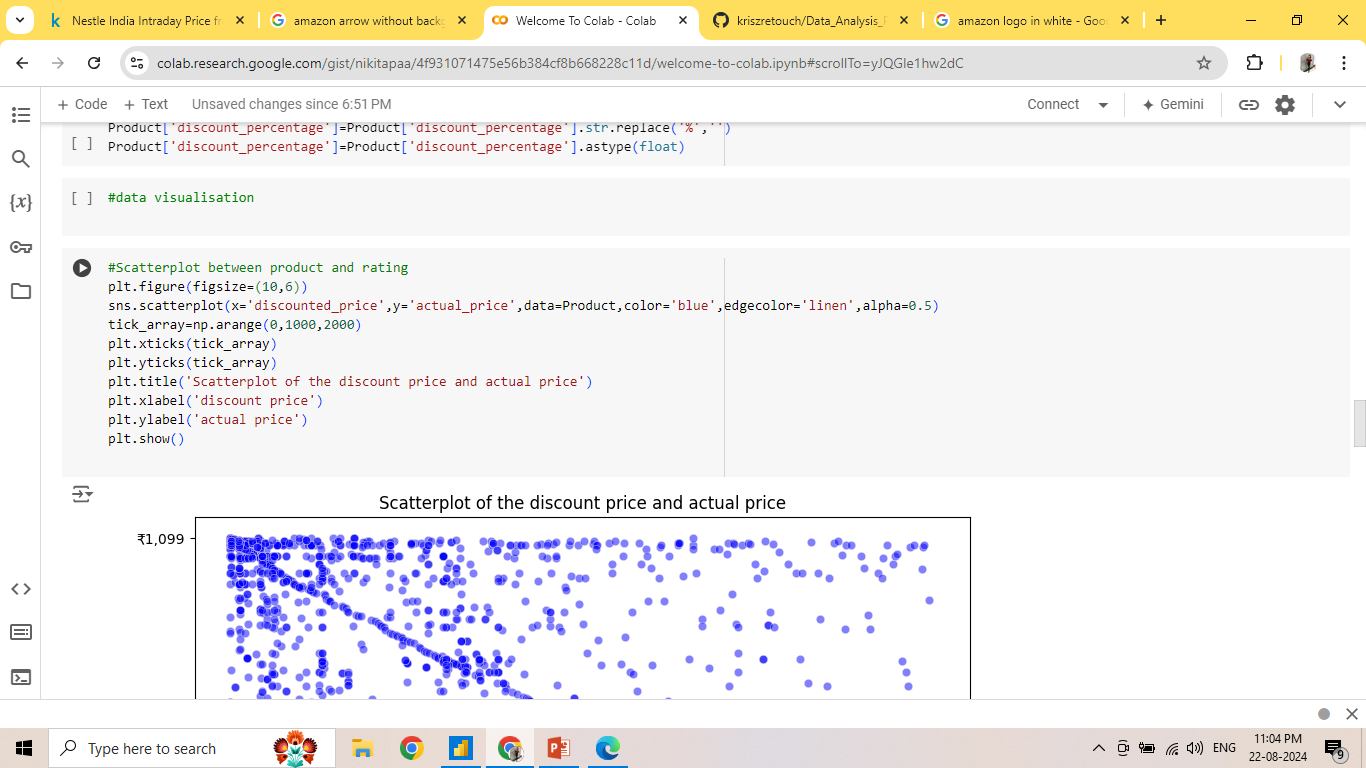 Nestle India Intraday Price fr
amazon arrow without back
Welcome To Colab - Colab
kriszretouch/Data_Analysis_P
amazon logo in white - Goo
colab.research.google.com/gist/nikitapaa/4f931071475e56b384cf8b668228c11d/welcome-to-colab.ipynb#scrollTo=yJQGle1hw2dC
+ Code + Text Unsaved changes since 6:51 PM Connect Gemini
Product['discount_percentage']=Product['discount_percentage'].str.replace('%','')
[ ] Product['discount_percentage']=Product['discount_percentage'].astype(float)
[ ] #data visualisation
{x}
#Scatterplot between product and rating
plt.figure(figsize=(10,6))
sns.scatterplot(x='discounted_price',y='actual_price',data=Product,color='blue',edgecolor='linen',alpha=0.5)
tick_array=np.arange(0,1000,2000)
plt.xticks(tick_array)
plt.yticks(tick_array)
plt.title('Scatterplot of the discount price and actual price')
plt.xlabel('discount price')
plt.ylabel('actual price')
plt.show()
Scatterplot of the discount price and actual price
₹1,099
Type here to search
ENG
11:04 PM
22-08-2024
9